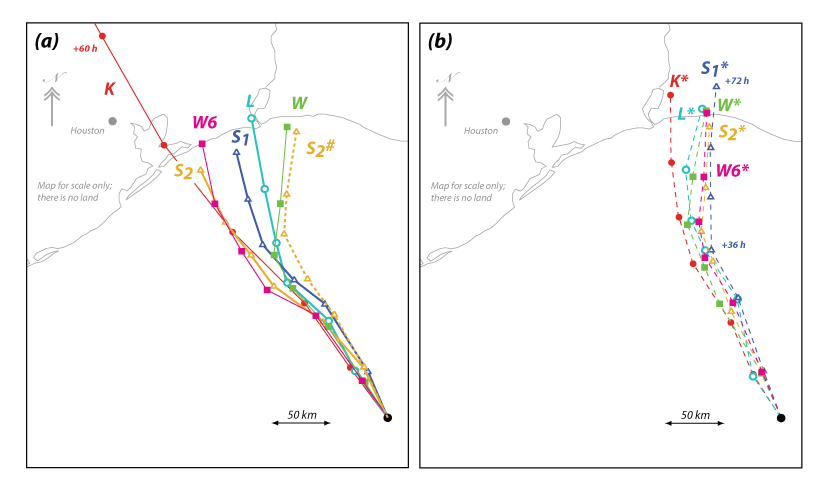 (a)
+60 h
K
N
Houston
W6
S1
L
W
S2#
S2
Map for scale only;
there is no land
50 km
(b)
N
Houston
K*
S1*
+72 h
L*
W*
S2*
W6*
Map for scale only;
there is no land
+36 h
50 km